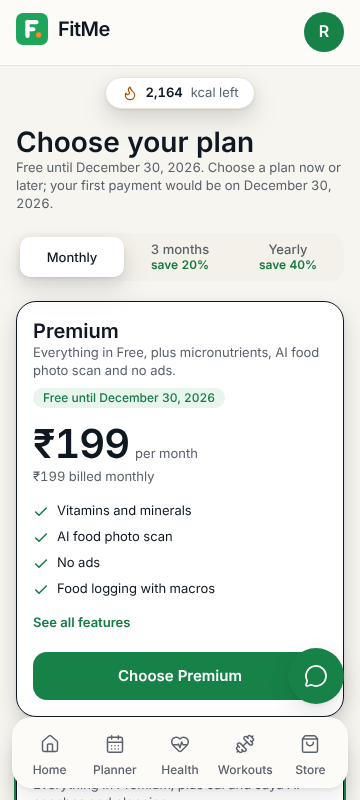 FitMe
R
2,164 kcal left
Choose your plan
Free until December 30, 2026. Choose a plan now or
later; your first payment would be on December 30,
2026.
Monthly
3 months
save 20%
Yearly
save 40%
Premium
Everything in Free, plus micronutrients, AI food
photo scan and no ads.
Free until December 30, 2026
₹199 per month
₹199 billed monthly
Vitamins and minerals
AI food photo scan
No ads
Food logging with macros
See all features
Choose Premium
Home
Planner
Health
Workouts
Store